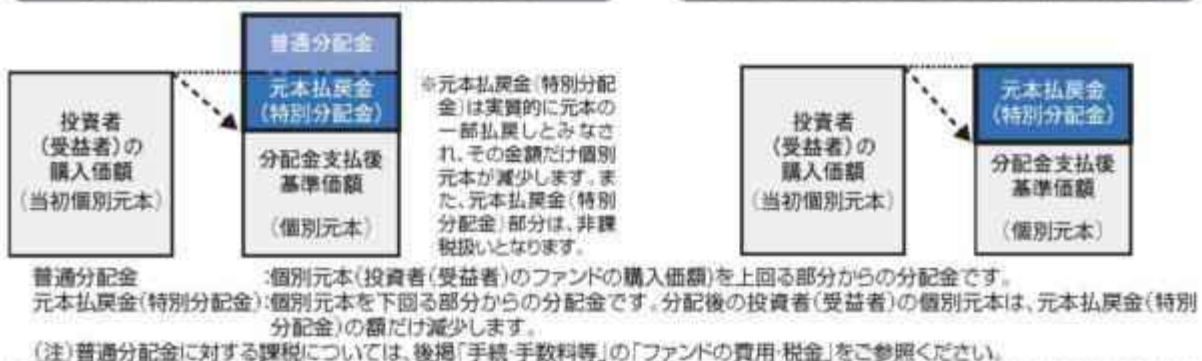 普通分配金
元本払戻金
(特別分配金)
投資者
(受益者)の
購入価額
(当初個別元本)
分配金支払後
基準価額
(個別元本)
※元本払戻金(特別分配
金)は実質的に元本の
一部払戻しとみなさ
れ、その金額だけ個別
元本が減少します。ま
た、元本払戻金(特別
分配金)部分は、非課
税扱いとなります。
投資者
(受益者)の
購入価額
(当初個別元本)
元本払戻金
(特別分配金)
分配金支払後
基準価額
(個別元本)
普通分配金 :個別元本(投資者(受益者)のファンドの購入価額)を上回る部分からの分配金です。
元本払戻金(特別分配金):個別元本を下回る部分からの分配金です。分配後の投資者(受益者)の個別元本は、元本払戻金(特別
分配金)の額だけ減少します。
(注)普通分配金に対する課税については、後掲「手続・手数料等」の「ファンドの費用・税金」をご参照ください。